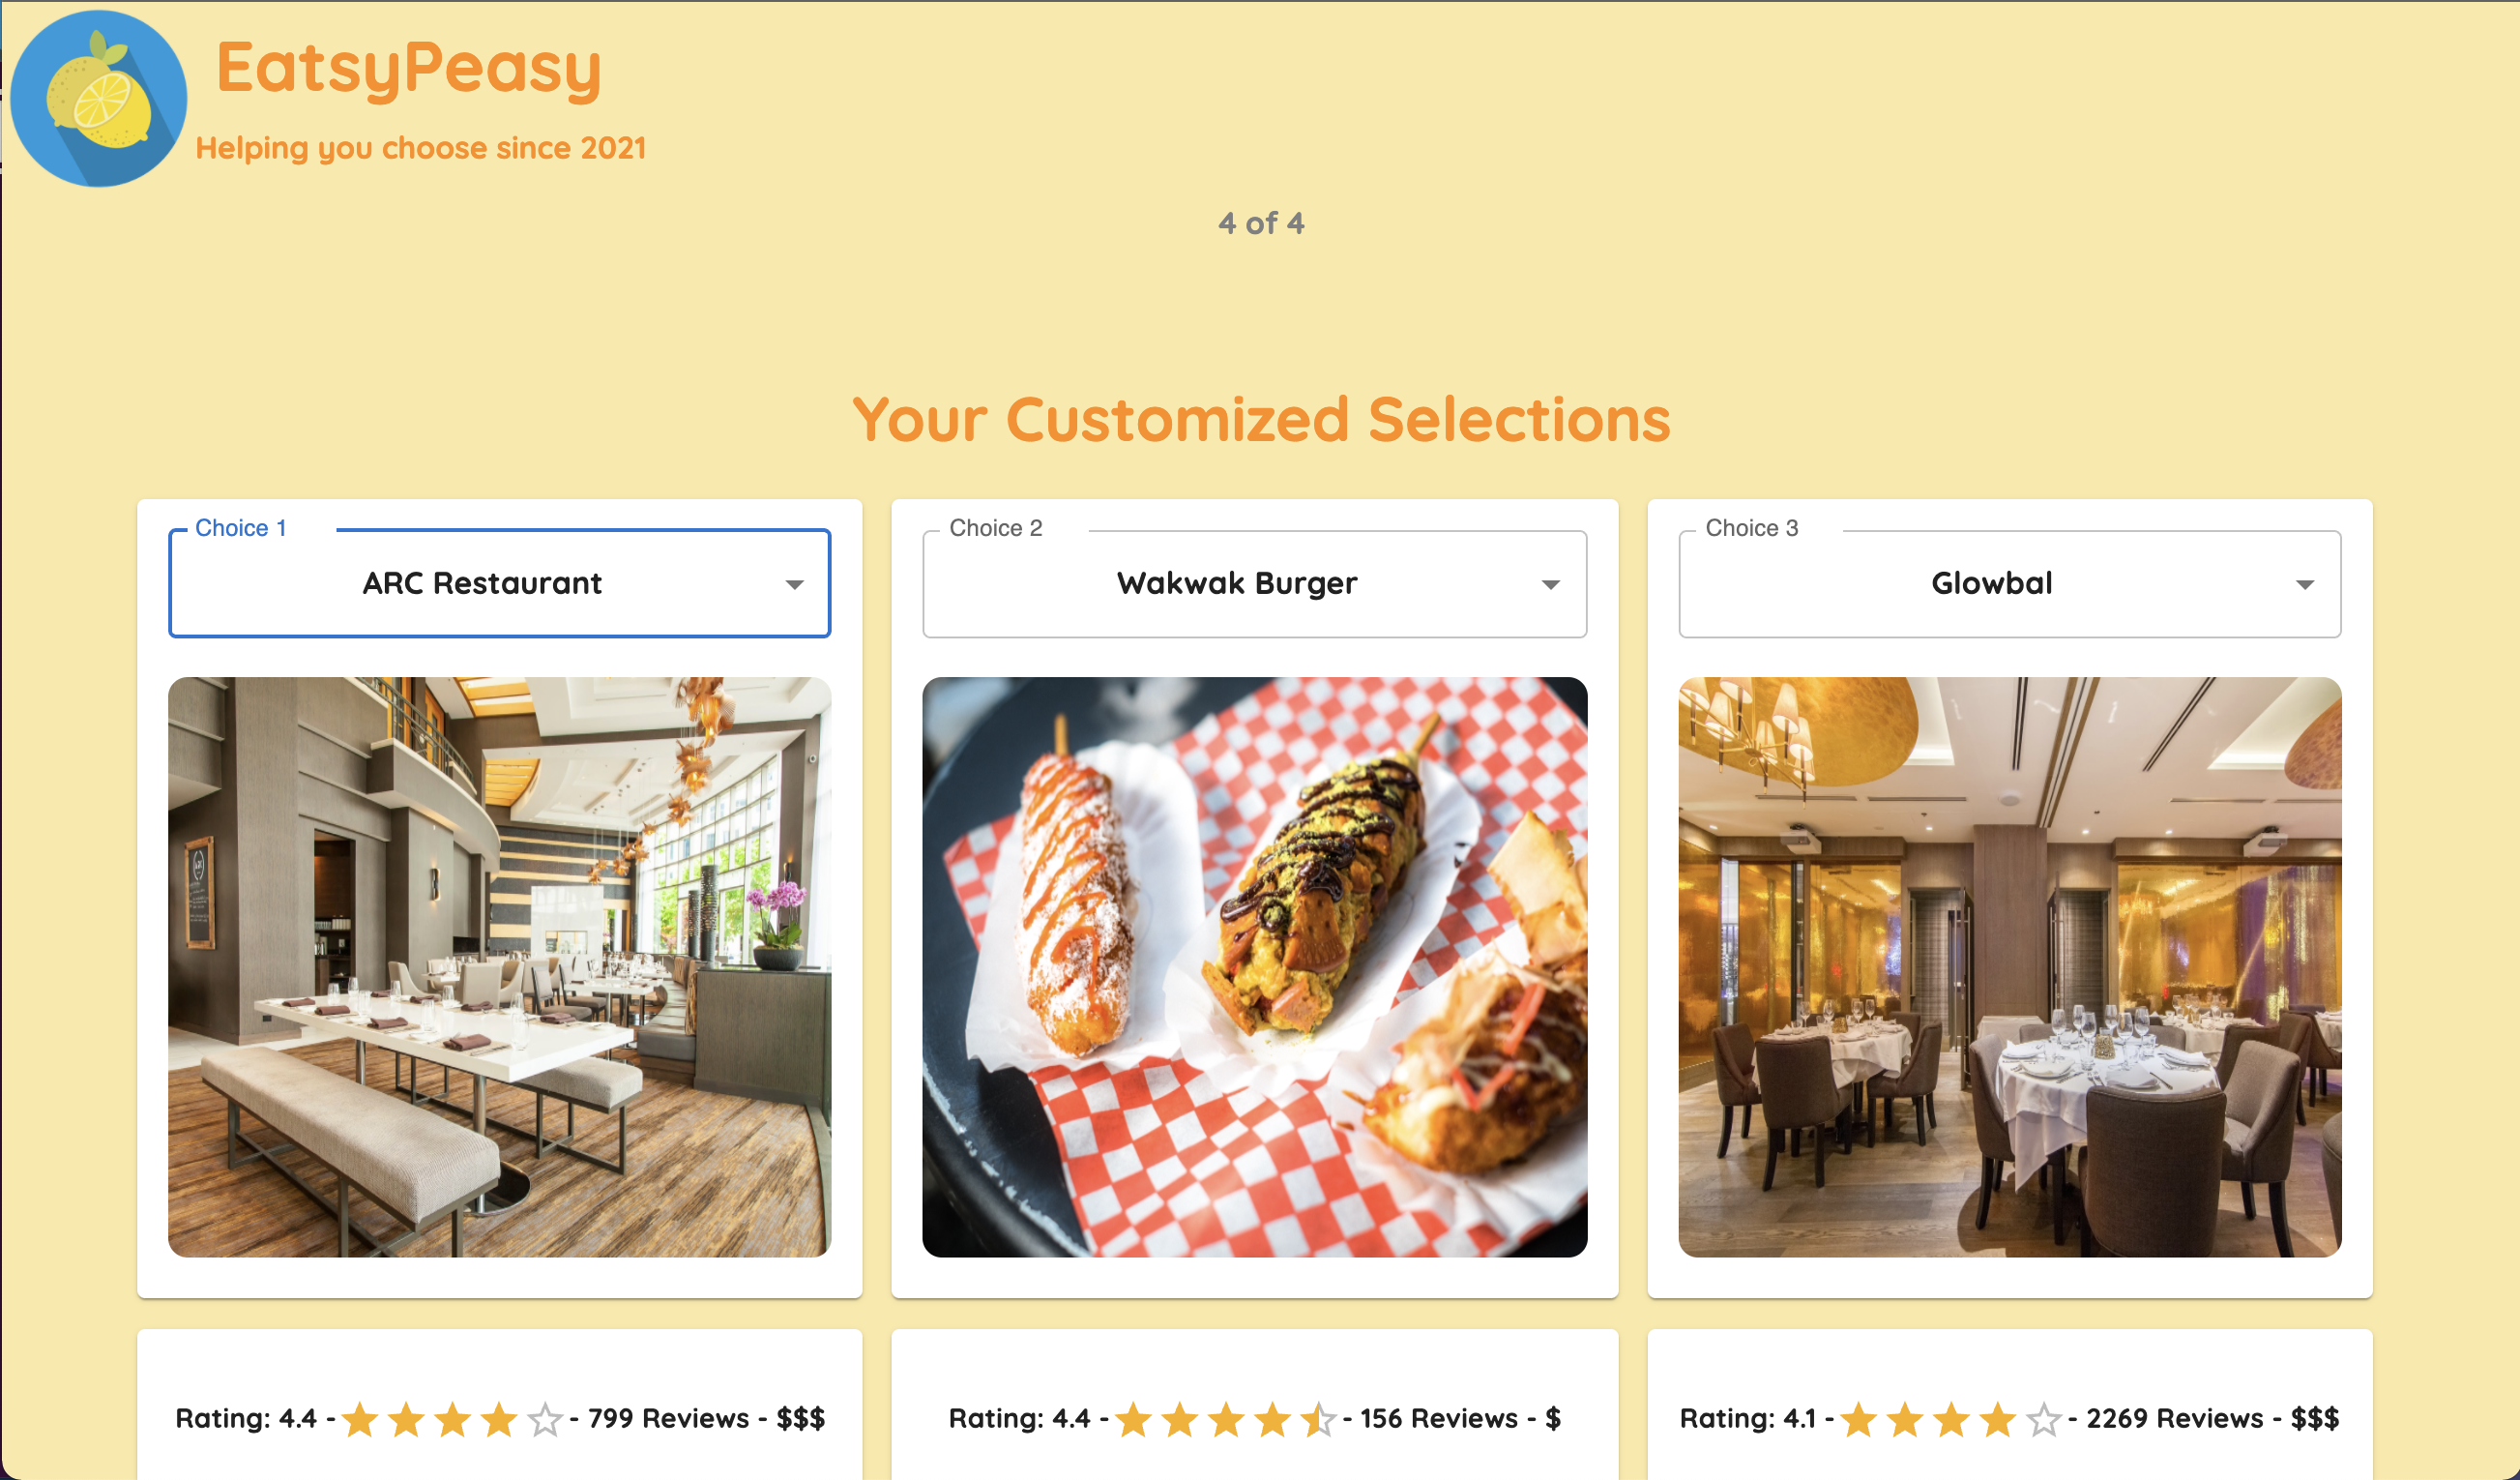 EatsyPeasy
Helping you choose since 2021
4 of 4
Your Customized Selections
Choice 1
ARC Restaurant
Choice 2
Wakwak Burger
Choice 3
Glowbal
Rating: 4.4 - - 799 Reviews - $$$
Rating: 4.4 - - 156 Reviews - $
Rating: 4.1 - - 2269 Reviews - $$$